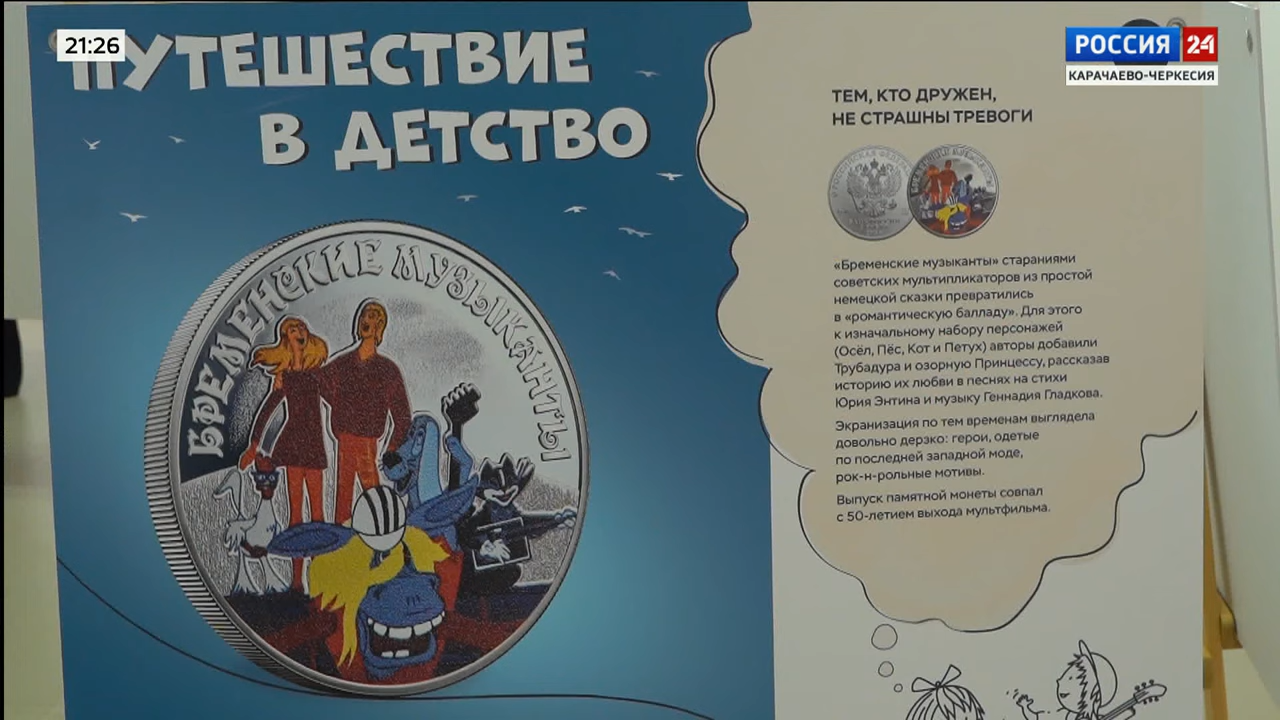 21:26
ПУТЕШЕСТВИЕ
В ДЕТСТВО
РОССИЯ 24
КАРАЧАЕВО-ЧЕРКЕСИЯ
БРЕМЕНСКИЕ МУЗЫКАНТЫ
ТЕМ, КТО ДРУЖЕН,
НЕ СТРАШНЫ ТРЕВОГИ
БРЕМЕНСКИЕ МУЗЫКАНТЫ
«Бременские музыканты» стараниями
советских мультипликаторов из простой
немецкой сказки превратились
в «романтическую балладу». Для этого
к изначальному набору персонажей
(Осёл, Пёс, Кот и Петух) авторы добавили
Трубадура и озорную Принцессу, рассказав
историю их любви в песнях на стихи
Юрия Энтина и музыку Геннадия Гладкова.
Экранизация по тем временам выглядела
довольно дерзко: герои, одетые
по последней западной моде,
рок-н-рольные мотивы.
Выпуск памятной монеты совпал
с 50-летием выхода мультфильма.